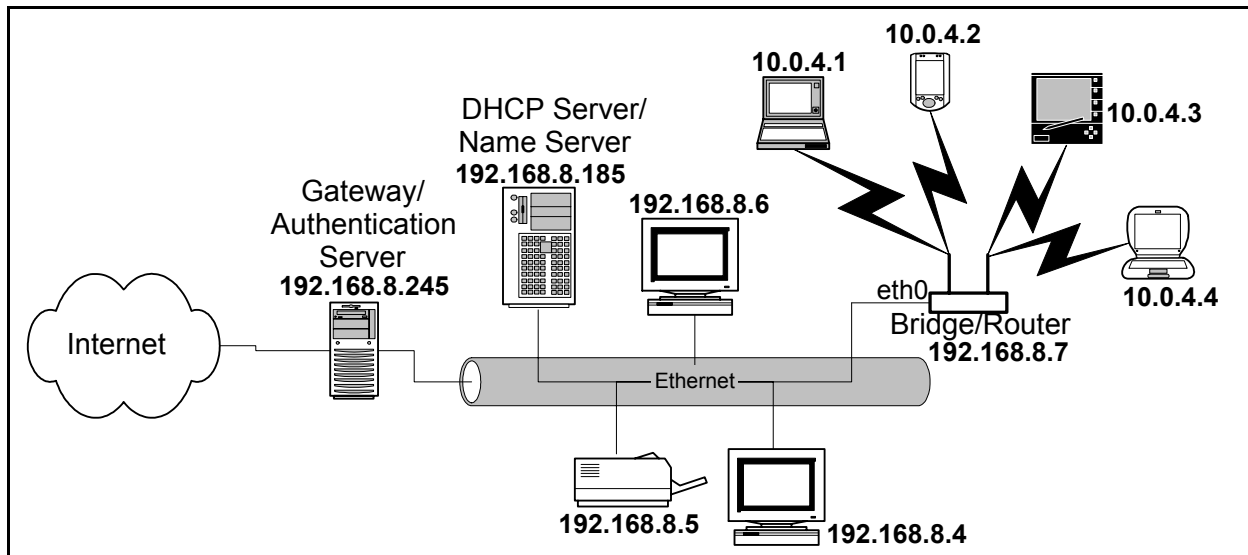 10.0.4.2
10.0.4.1
10.0.4.3
DHCP Server/
Name Server
192.168.8.185
Gateway/
Authentication
Server
192.168.8.245
192.168.8.6
10.0.4.4
eth0
Bridge/Router
192.168.8.7
Internet
Ethernet
192.168.8.5
192.168.8.4